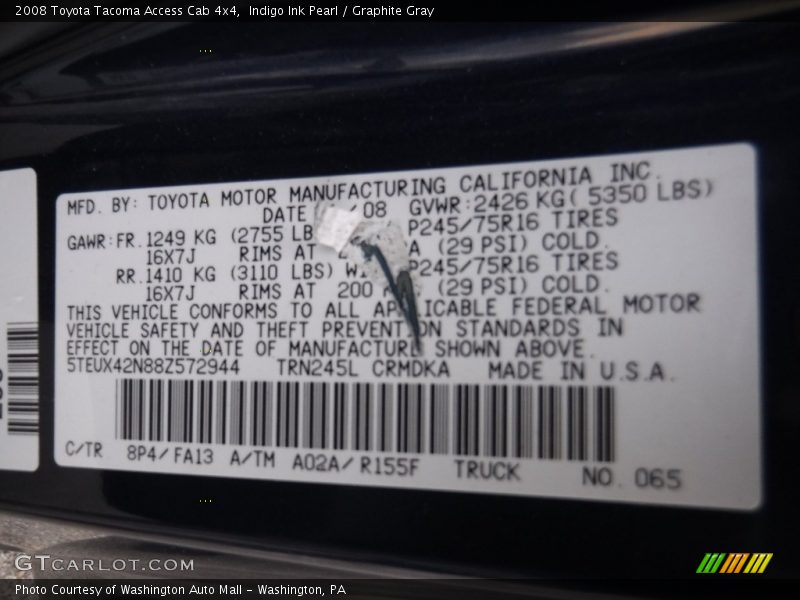 2008 Toyota Tacoma Access Cab 4x4,  Indigo Ink Pearl / Graphite Gray
MFD. BY: TOYOTA MOTOR MANUFACTURING CALIFORNIA INC.
DATE /08 GVWR:2426 KG( 5350 LBS)
GAWR:FR.1249 KG (2755 LB P245/75R16 TIRES
16X7J RIMS AT (29 PSI) COLD.
RR.1410 KG (3110 LBS) P245/75R16 TIRES
16X7J RIMS AT 200 (29 PSI) COLD.
THIS VEHICLE CONFORMS TO ALL APPLICABLE FEDERAL MOTOR
VEHICLE SAFETY AND THEFT PREVENTION STANDARDS IN
EFFECT ON THE DATE OF MANUFACTURE SHOWN ABOVE.
5TEUX42N88Z572944 TRN245L CRMDKA MADE IN U.S.A.
C/TR 8P4/FA13 A/TM A02A/R155F TRUCK NO. 065
GTCARLOT.COM
Photo Courtesy of Washington Auto Mall - Washington, PA